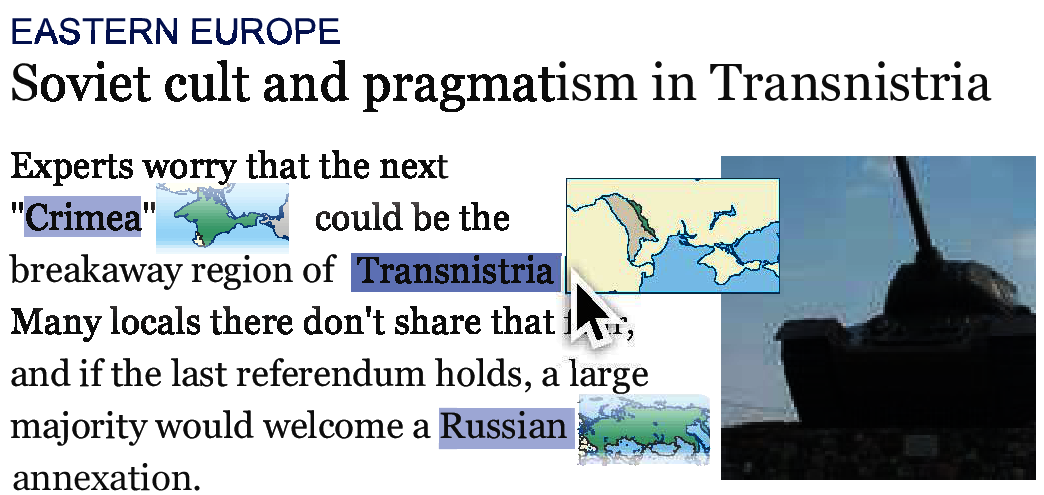 EASTERN EUROPE
Soviet cult and pragmatism in Transnistria
Experts worry that the next
"Crimea" could be the
breakaway region of Transnistria
Many locals there don't share that
and if the last referendum holds, a large
majority would welcome a Russian
annexation.